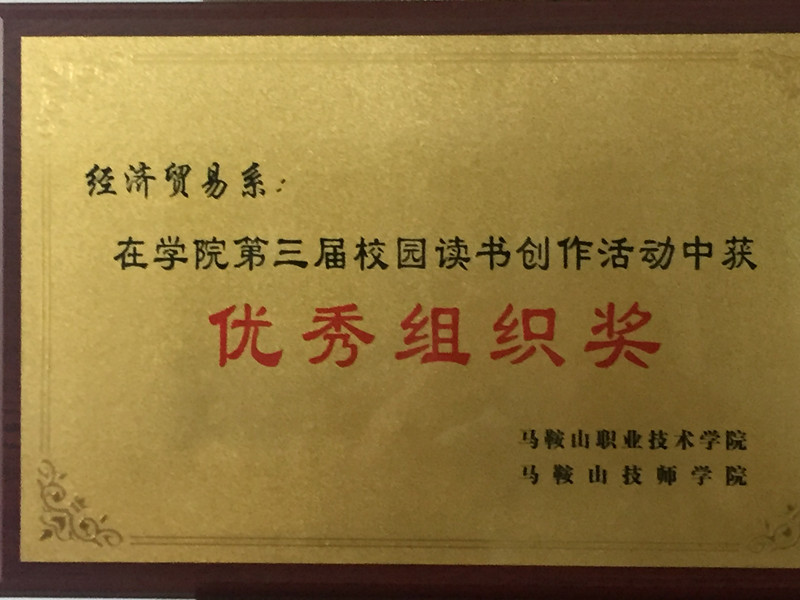 经济贸易系:
在学院第三届校园读书创作活动中获
优秀组织奖
马鞍山职业技术学院
马鞍山技师学院